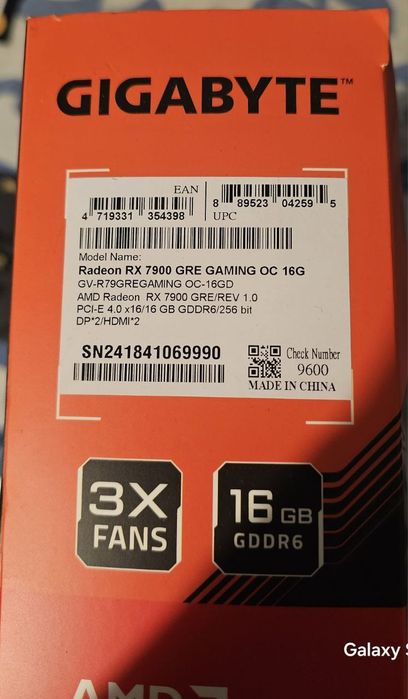 GIGABYTE™
EAN
4 719331 354398
8 89523 04259 5
UPC
Model Name:
Radeon RX 7900 GRE GAMING OC 16G
GV-R79GREGAMING OC-16GD
AMD Radeon RX 7900 GRE/REV 1.0
PCI-E 4.0 x16/16 GB GDDR6/256 bit
DP*2/HDMI*2
SN241841069990
Check Number
9600
MADE IN CHINA
3X
FANS
16 GB
GDDR6
AMD
Galaxy